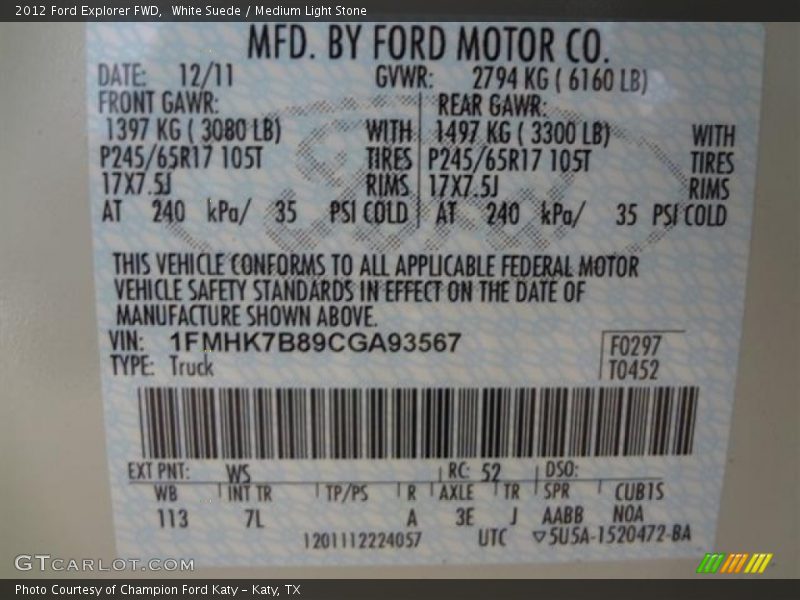 2012 Ford Explorer FWD,  White Suede / Medium Light Stone
MFD. BY FORD MOTOR CO.
DATE: 12/11 GVWR: 2794 KG ( 6160 LB)
FRONT GAWR: REAR GAWR:
1397 KG ( 3080 LB) WITH 1497 KG ( 3300 LB) WITH
P245/65R17 105T TIRES P245/65R17 105T TIRES
17X7.5J RIMS 17X7.5J RIMS
AT 240 kPa/ 35 PSI COLD AT 240 kPa/ 35 PSI COLD
THIS VEHICLE CONFORMS TO ALL APPLICABLE FEDERAL MOTOR
VEHICLE SAFETY STANDARDS IN EFFECT ON THE DATE OF
MANUFACTURE SHOWN ABOVE.
VIN: 1FMHK7B89CGA93567 F0297
TYPE: Truck T0452
EXT PNT: WS RC: 52 DSO:
WB INT TR TP/PS R AXLE TR SPR CUBIS
113 7L A 3E J AABB NOA
1201112224057 UTC ▽5U5A-1520472-BA
GTCARLOT.COM
Photo Courtesy of Champion Ford Katy – Katy, TX